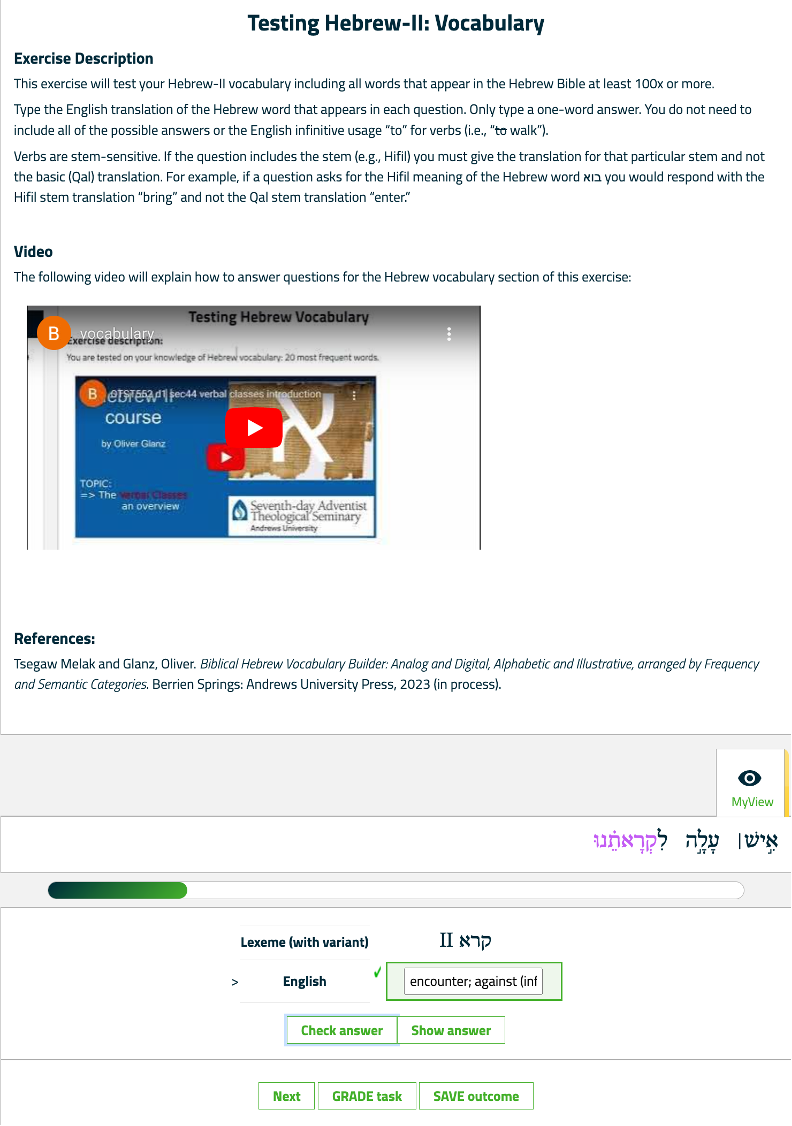 Testing Hebrew-II: Vocabulary
Exercise Description
This exercise will test your Hebrew-II vocabulary including all words that appear in the Hebrew Bible at least 100x or more.
Type the English translation of the Hebrew word that appears in each question. Only type a one-word answer. You do not need to
include all of the possible answers or the English infinitive usage “to” for verbs (i.e., “to walk”).
Verbs are stem-sensitive. If the question includes the stem (e.g., Hifil) you must give the translation for that particular stem and not
the basic (Qal) translation. For example, if a question asks for the Hifil meaning of the Hebrew word בוא you would respond with the
Hifil stem translation “bring” and not the Qal stem translation “enter.”
Video
The following video will explain how to answer questions for the Hebrew vocabulary section of this exercise:
Testing Hebrew Vocabulary
B vocabulary
Exercise description:
You are tested on your knowledge of Hebrew vocabulary: 20 most frequent words.
B OTST552 d1 sec44 verbal classes introduction
Hebrew II
course
by Oliver Glanz
TOPIC:
=> The verbal Classes
an overview
Seventh-day Adventist
Theological Seminary
Andrews University
References:
Tsegaw Melak and Glanz, Oliver. Biblical Hebrew Vocabulary Builder: Analog and Digital, Alphabetic and Illustrative, arranged by Frequency
and Semantic Categories. Berrien Springs: Andrews University Press, 2023 (in process).
MyView
אִ֣ישׁ׀ עָלָ֣ה לִקְרָאתֵ֗נוּ
Lexeme (with variant) קרא II
> English ✓ encounter; against (inf
Check answer Show answer
Next GRADE task SAVE outcome